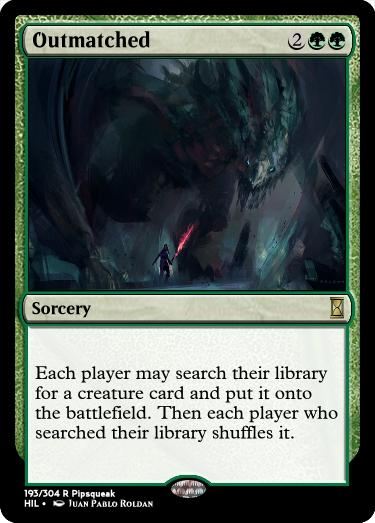 Outmatched 2
Sorcery
Each player may search their library
for a creature card and put it onto
the battlefield. Then each player who
searched their library shuffles it.
193/304 R Pipsqueak
HIL • Juan Pablo Roldan